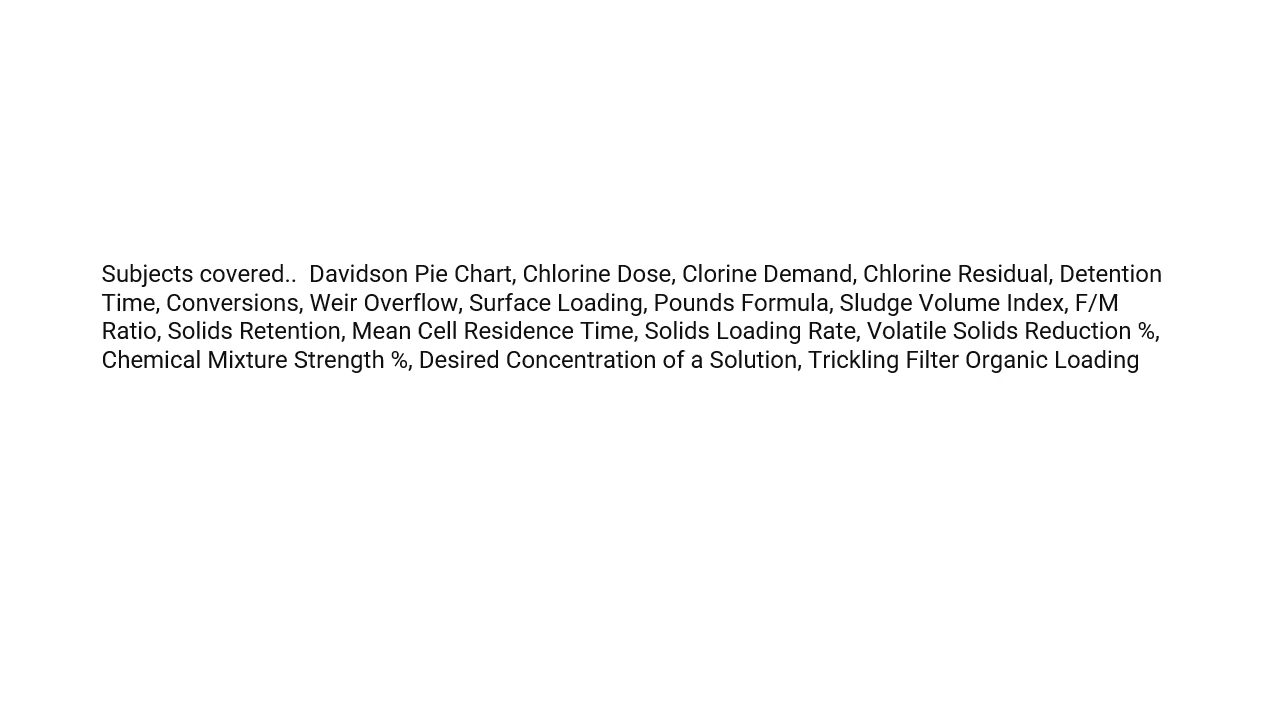 Subjects covered..  Davidson Pie Chart, Chlorine Dose, Clorine Demand, Chlorine Residual, Detention
Time, Conversions, Weir Overflow, Surface Loading, Pounds Formula, Sludge Volume Index, F/M
Ratio, Solids Retention, Mean Cell Residence Time, Solids Loading Rate, Volatile Solids Reduction %,
Chemical Mixture Strength %, Desired Concentration of a Solution, Trickling Filter Organic Loading